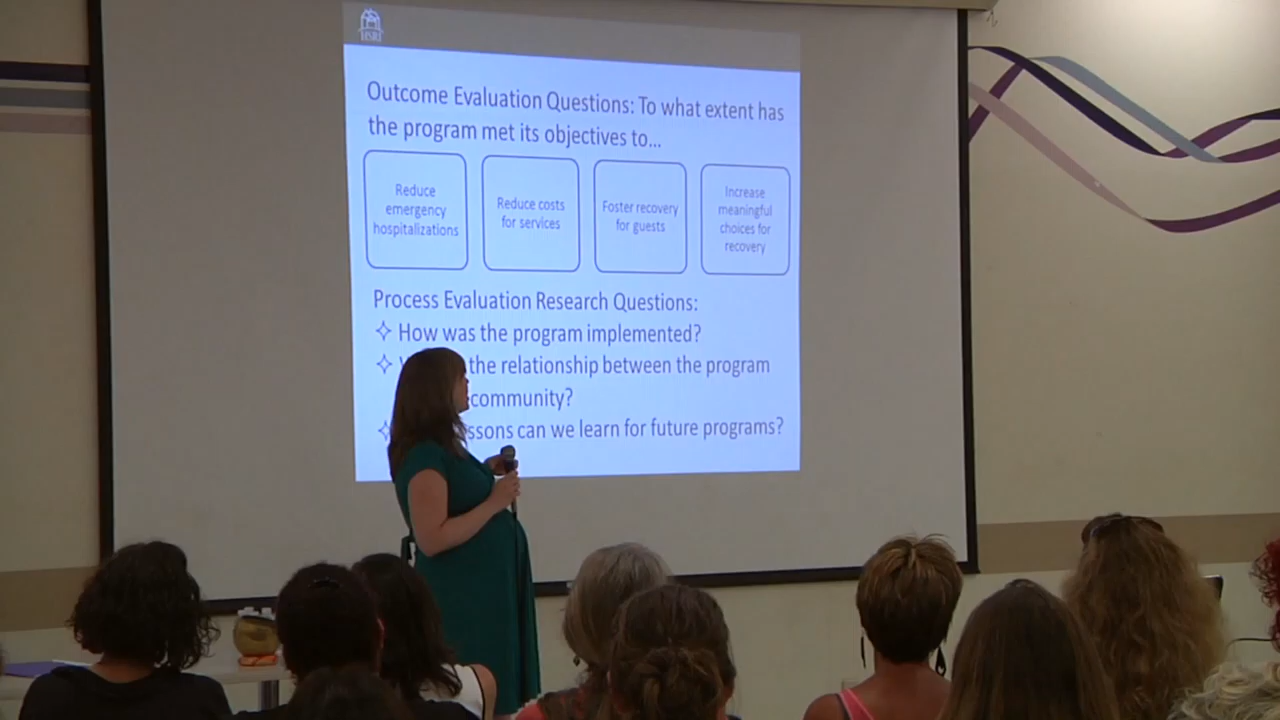 HSRI
Outcome Evaluation Questions: To what extent has
the program met its objectives to...
Reduce
emergency
hospitalizations
Reduce costs
for services
Foster recovery
for guests
Increase
meaningful
choices for
recovery
Process Evaluation Research Questions:
How was the program implemented?
the relationship between the program
community?
can we learn for future programs?